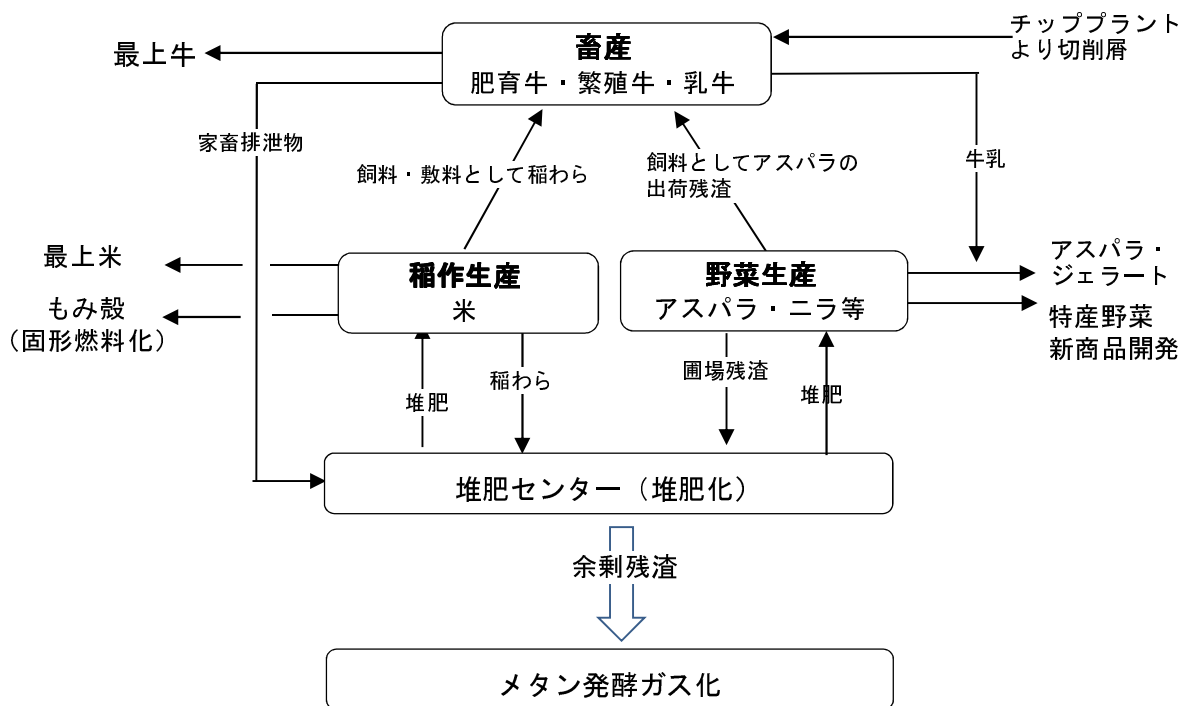 チッププラント
より切削屑
畜産
肥育牛・繁殖牛・乳牛
最上牛
家畜排泄物
飼料・敷料として稲わら
飼料としてアスパラの
出荷残渣
牛乳
最上米
もみ殻
（固形燃料化）
稲作生産
米
野菜生産
アスパラ・ニラ等
アスパラ・
ジェラート
特産野菜
新商品開発
堆肥
稲わら
圃場残渣
堆肥
堆肥センター（堆肥化）
余剰残渣
メタン発酵ガス化